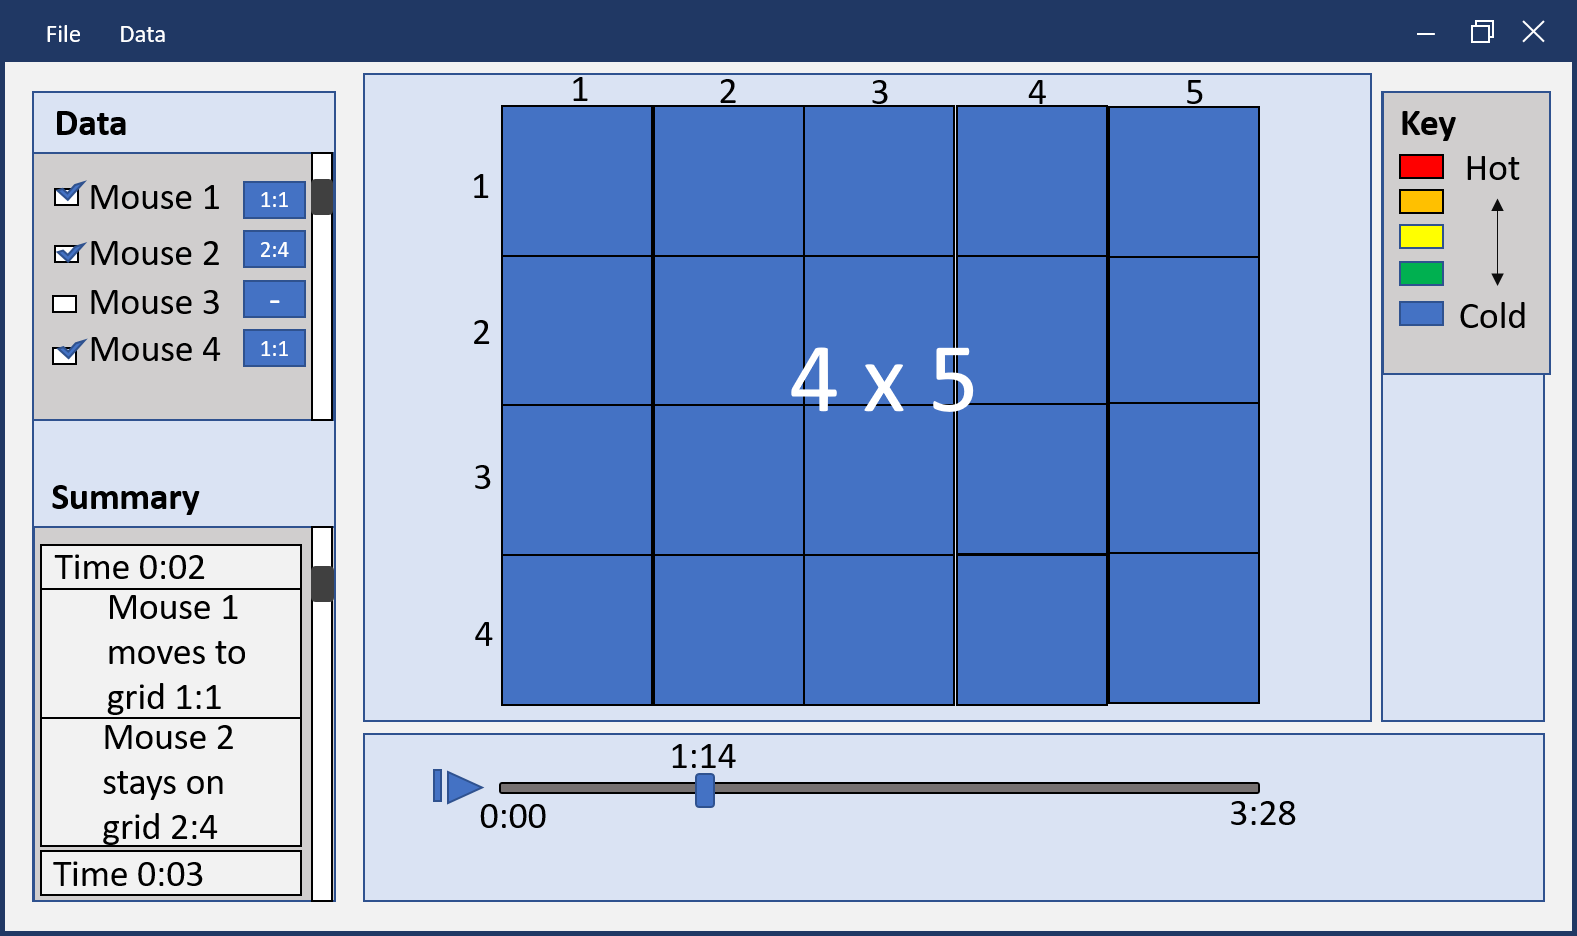 File Data
Data
Mouse 1 1:1
Mouse 2 2:4
Mouse 3 -
Mouse 4 1:1
Summary
Time 0:02
Mouse 1
moves to
grid 1:1
Mouse 2
stays on
grid 2:4
Time 0:03
1 2 3 4 5
1
2
3
4
4 x 5
Key
Hot
Cold
1:14
0:00
3:28